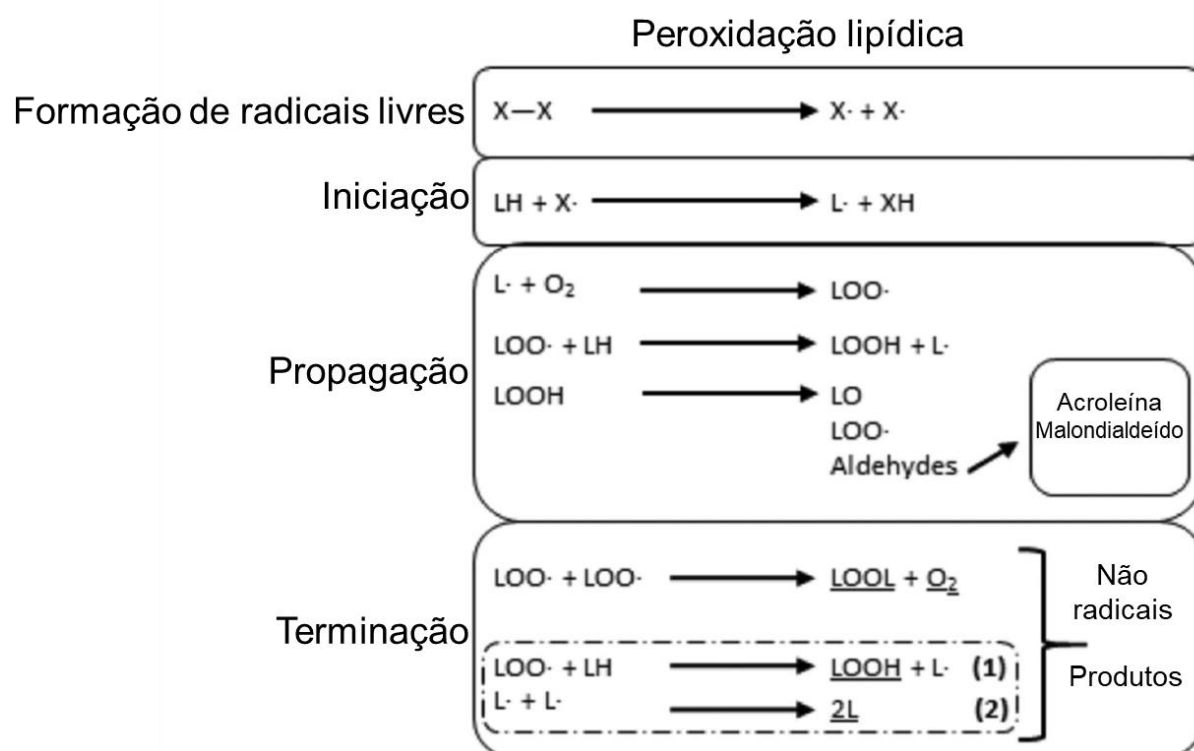 Peroxidação lipídica
Formação de radicais livres
X—X
X· + X·
Iniciação
LH + X·
L· + XH
Propagação
L· + O₂
LOO·
LOO· + LH
LOOH + L·
LOOH
LO
LOO·
Aldehydes
Acroleína
Malondialdeído
Terminação
LOO· + LOO·
LOOL + O₂
LOO· + LH
LOOH + L· (1)
L· + L·
2L (2)
Não
radicais
Produtos